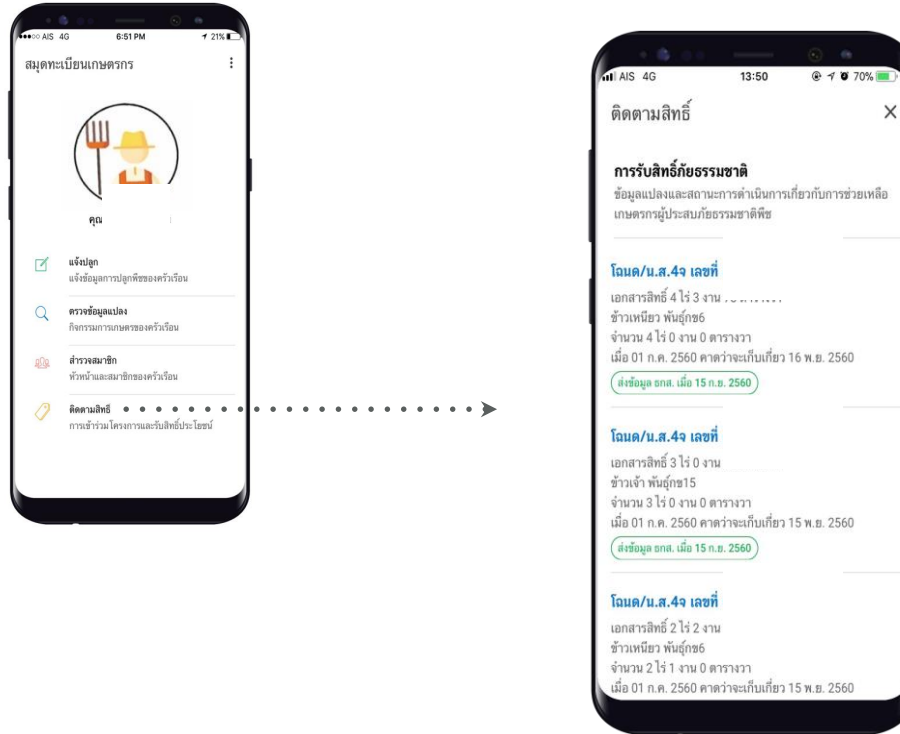 AIS 4G 6:51 PM 21%
สมุดทะเบียนเกษตรกร
คุณ
แจ้งปลูก
แจ้งข้อมูลการปลูกพืชของครัวเรือน
ตรวจข้อมูลแปลง
กิจกรรมการเกษตรของครัวเรือน
สำรวจสมาชิก
หัวหน้าและสมาชิกของครัวเรือน
ติดตามสิทธิ์
การเข้าร่วมโครงการและรับสิทธิ์ประโยชน์
AIS 4G 13:50 70%
ติดตามสิทธิ์
การรับสิทธิ์ภัยธรรมชาติ
ข้อมูลแปลงและสถานะการดำเนินการเกี่ยวกับการช่วยเหลือ
เกษตรกรผู้ประสบภัยธรรมชาติพืช
โฉนด/น.ส.4จ เลขที่
เอกสารสิทธิ์ 4 ไร่ 3 งาน
ข้าวเหนียว พันธุ์กข6
จำนวน 4 ไร่ 0 งาน 0 ตารางวา
เมื่อ 01 ก.ค. 2560 คาดว่าจะเก็บเกี่ยว 16 พ.ย. 2560
ส่งข้อมูล ธกส. เมื่อ 15 ก.ย. 2560
โฉนด/น.ส.4จ เลขที่
เอกสารสิทธิ์ 3 ไร่ 0 งาน
ข้าวเจ้า พันธุ์กข15
จำนวน 3 ไร่ 0 งาน 0 ตารางวา
เมื่อ 01 ก.ค. 2560 คาดว่าจะเก็บเกี่ยว 15 พ.ย. 2560
ส่งข้อมูล ธกส. เมื่อ 15 ก.ย. 2560
โฉนด/น.ส.4จ เลขที่
เอกสารสิทธิ์ 2 ไร่ 2 งาน
ข้าวเหนียว พันธุ์กข6
จำนวน 2 ไร่ 1 งาน 0 ตารางวา
เมื่อ 01 ก.ค. 2560 คาดว่าจะเก็บเกี่ยว 15 พ.ย. 2560